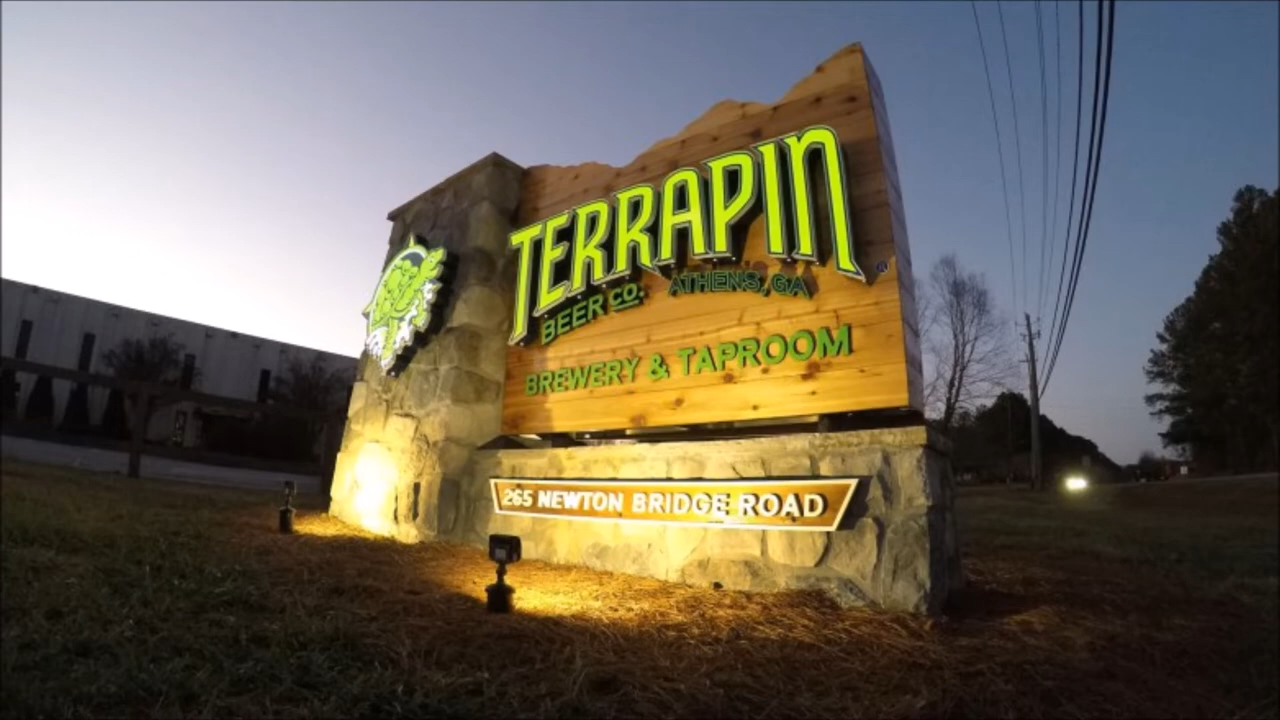 TERRAPIN
BEER CO. ATHENS, GA
®
BREWERY & TAPROOM
265 NEWTON BRIDGE ROAD